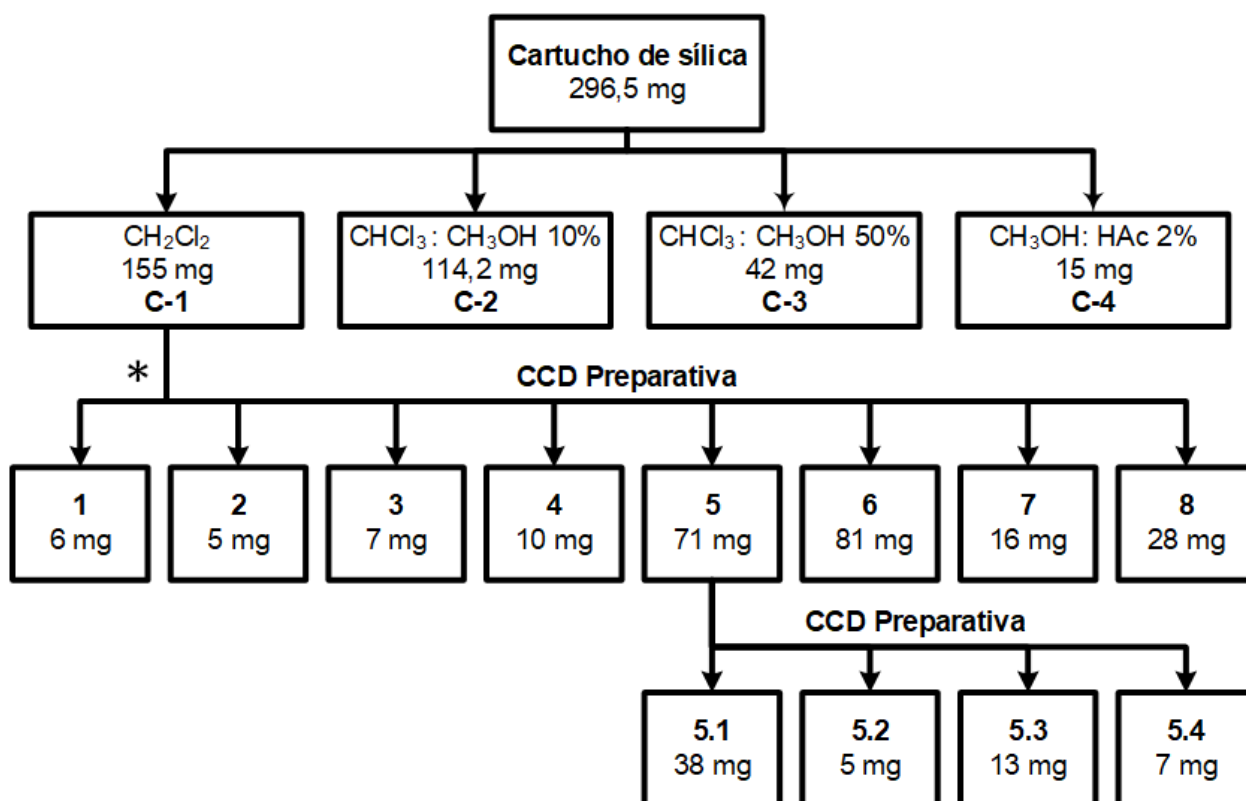 Cartucho de sílica
296,5 mg
CH₂Cl₂
155 mg
C-1
CHCl₃ : CH₃OH 10%
114,2 mg
C-2
CHCl₃ : CH₃OH 50%
42 mg
C-3
CH₃OH: HAc 2%
15 mg
C-4
*
CCD Preparativa
1
6 mg
2
5 mg
3
7 mg
4
10 mg
5
71 mg
6
81 mg
7
16 mg
8
28 mg
CCD Preparativa
5.1
38 mg
5.2
5 mg
5.3
13 mg
5.4
7 mg